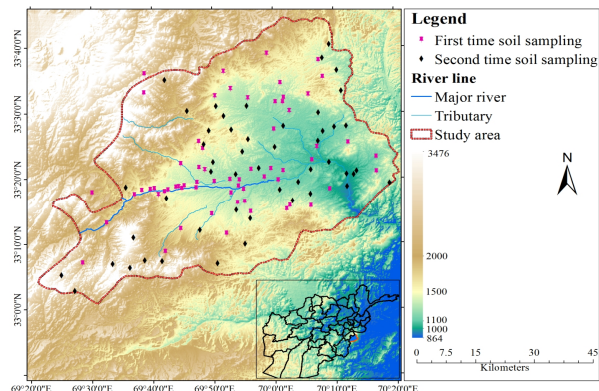 Legend
First time soil sampling
Second time soil sampling
River line
Major river
Tributary
Study area
3476
2000
1500
1100
1000
864
N
0 7.5 15 30 45
Kilometers
33°40'0"N
33°30'0"N
33°20'0"N
33°10'0"N
33°0'0"N
69°20'0"E 69°30'0"E 69°40'0"E 69°50'0"E 70°0'0"E 70°10'0"E 70°20'0"E